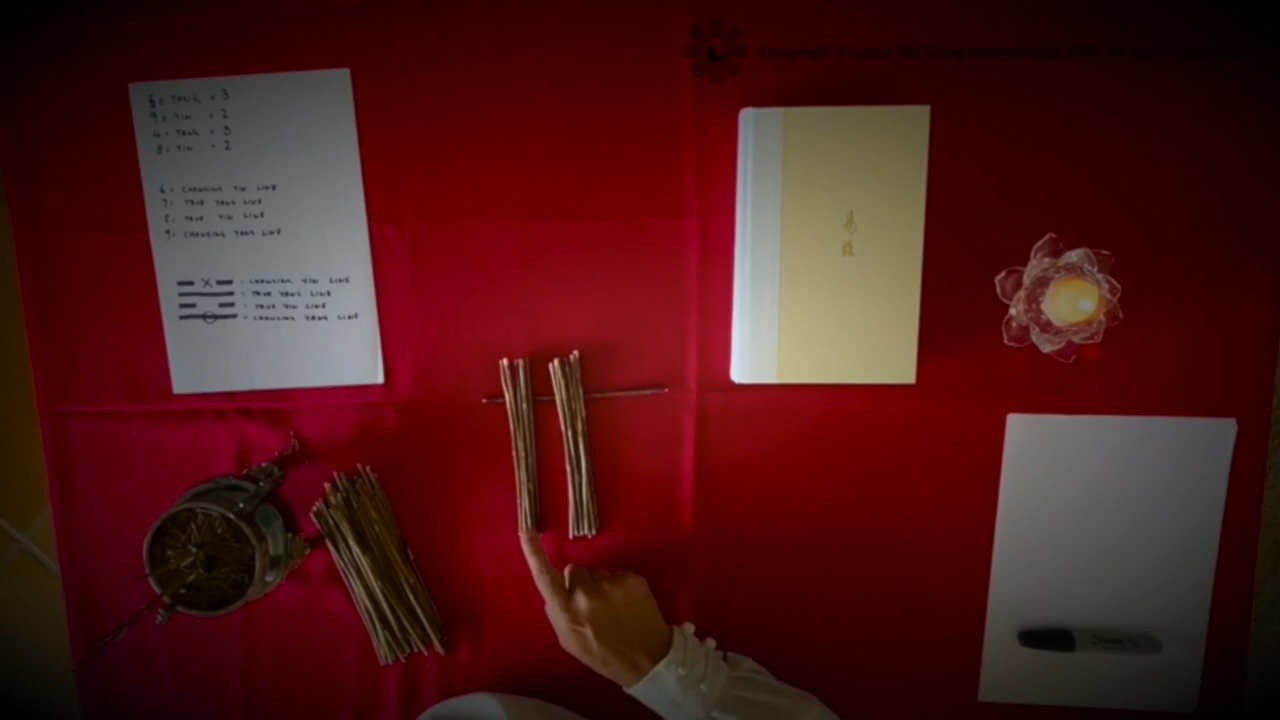 5 = YANG = 3
9 = YIN = 2
4 = YANG = 3
8 = YIN = 2
6 = CHANGING YIN LINE
7 = TRUE YANG LINE
8 = TRUE YIN LINE
9 = CHANGING YANG LINE
X = CHANGING YIN LINE
= TRUE YANG LINE
= TRUE YIN LINE
= CHANGING YANG LINE
易
經